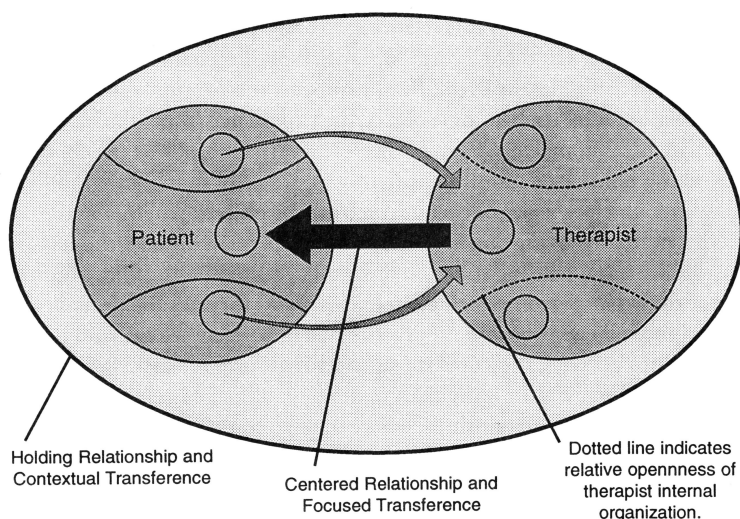 Patient
Therapist
Holding Relationship and
Contextual Transference
Centered Relationship and
Focused Transference
Dotted line indicates
relative opennness of
therapist internal
organization.